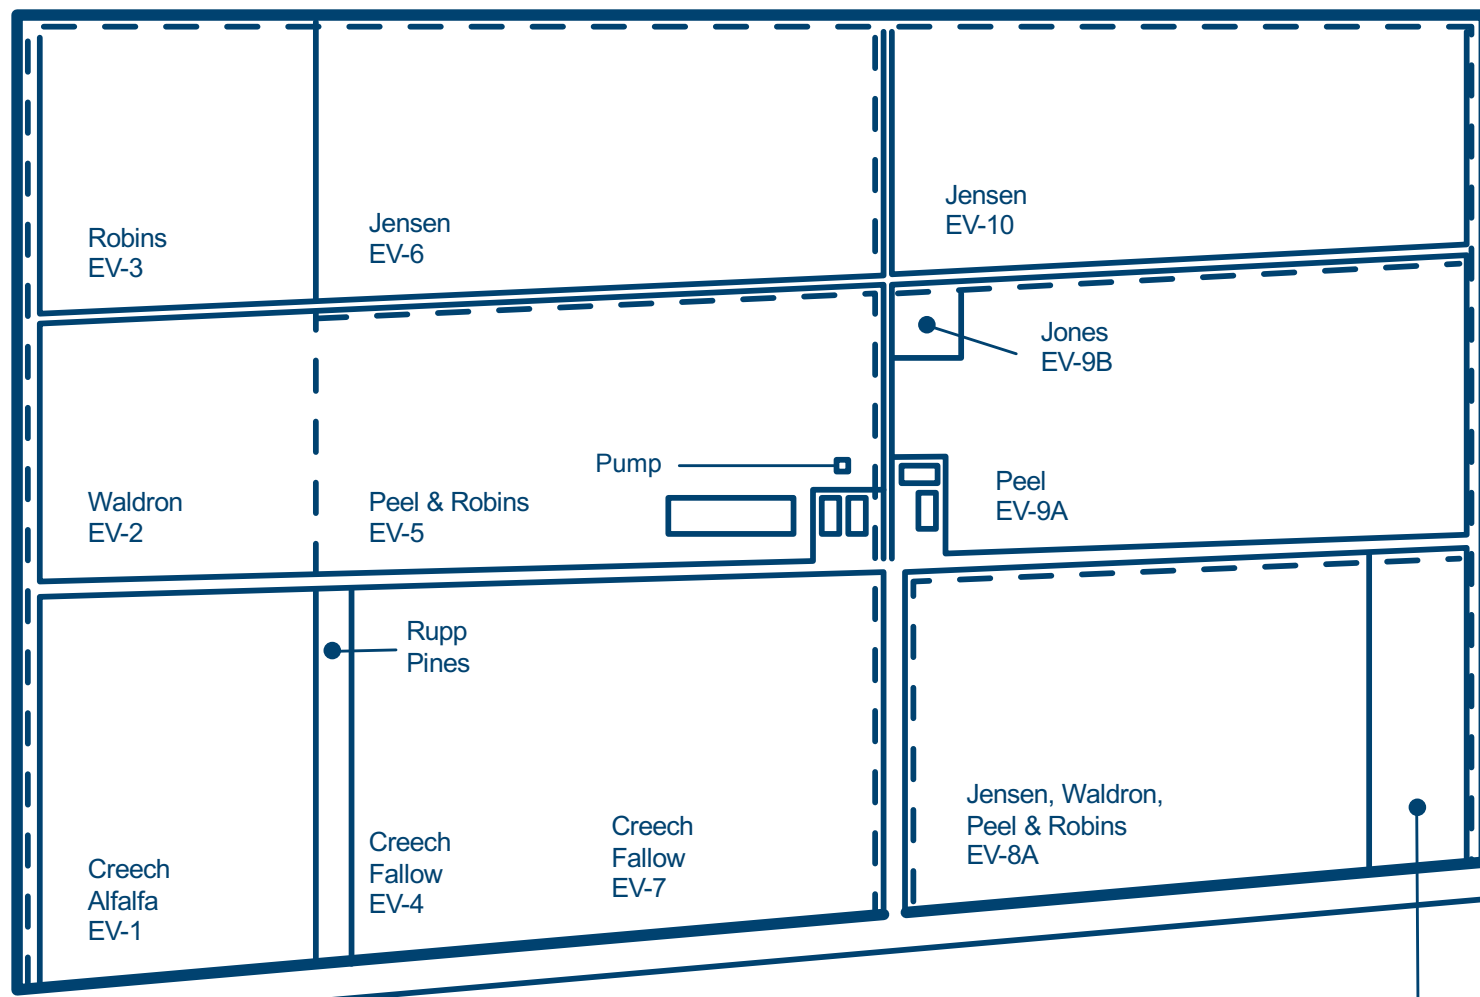 Robins
EV-3
Jensen
EV-6
Jensen
EV-10
Jones
EV-9B
Waldron
EV-2
Peel & Robins
EV-5
Pump
Peel
EV-9A
Rupp
Pines
Creech
Alfalfa
EV-1
Creech
Fallow
EV-4
Creech
Fallow
EV-7
Jensen, Waldron,
Peel & Robins
EV-8A